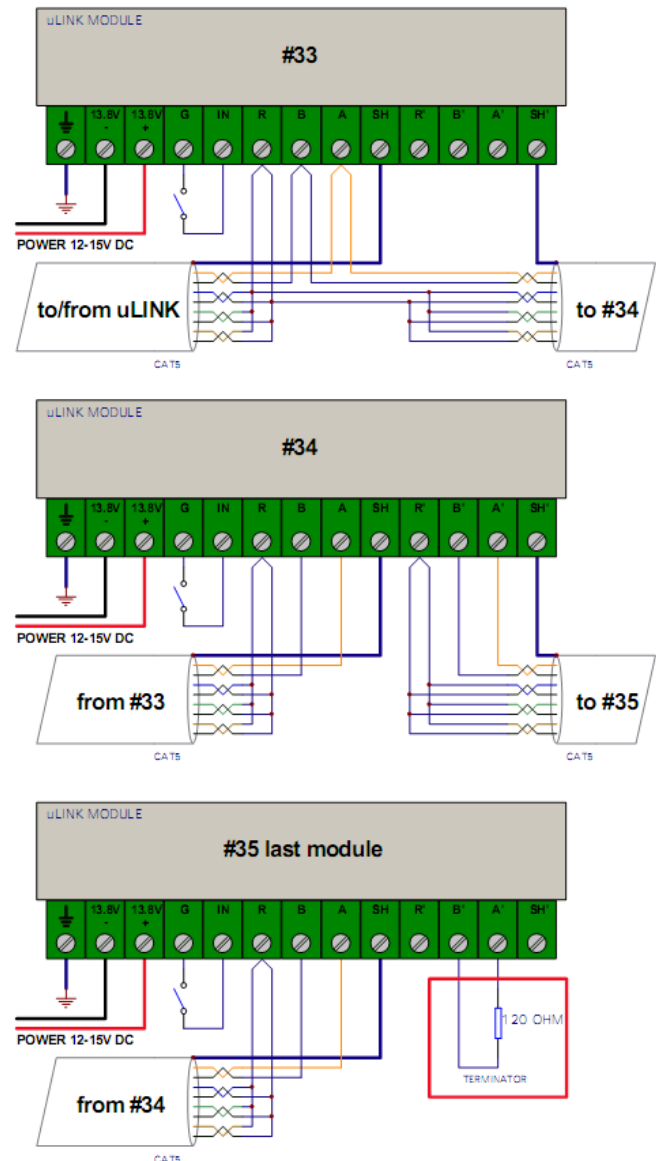 uLINK MODULE
#33
13.8V 13.8V G IN R B A SH R' B' A' SH'
- +
POWER 12-15V DC
to/from uLINK to #34
CAT5 CAT5
uLINK MODULE
#34
13.8V 13.8V G IN R B A SH R' B' A' SH'
- +
POWER 12-15V DC
from #33 to #35
CAT5 CAT5
uLINK MODULE
#35 last module
13.8V 13.8V G IN R B A SH R' B' A' SH'
- +
120 OHM
POWER 12-15V DC
TERMINATOR
from #34
CAT5